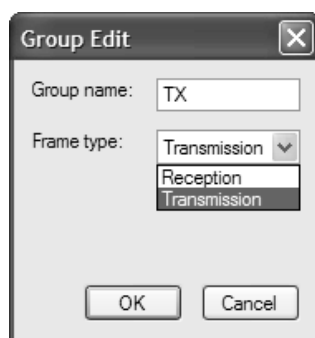 Group Edit
Group name: TX
Frame type: Transmission
Reception
Transmission
OK Cancel